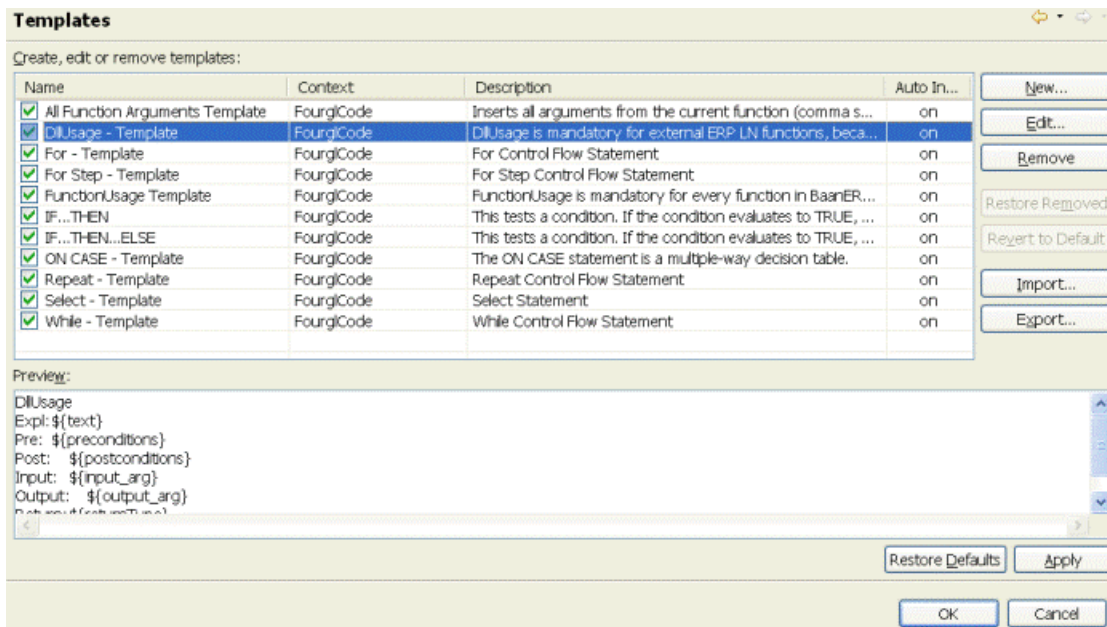 Templates
Create, edit or remove templates:
Name Context Description Auto In...
All Function Arguments Template FourglCode Inserts all arguments from the current function (comma s... on
DllUsage - Template FourglCode DllUsage is mandatory for external ERP LN functions, beca... on
For - Template FourglCode For Control Flow Statement on
For Step - Template FourglCode For Step Control Flow Statement on
FunctionUsage Template FourglCode FunctionUsage is mandatory for every function in BaanER... on
IF...THEN FourglCode This tests a condition. If the condition evaluates to TRUE, ... on
IF...THEN...ELSE FourglCode This tests a condition. If the condition evaluates to TRUE, ... on
ON CASE - Template FourglCode The ON CASE statement is a multiple-way decision table. on
Repeat - Template FourglCode Repeat Control Flow Statement on
Select - Template FourglCode Select Statement on
While - Template FourglCode While Control Flow Statement on
New...
Edit...
Remove
Restore Removed
Revert to Default
Import...
Export...
Preview:
DllUsage
Expl: ${text}
Pre: ${preconditions}
Post: ${postconditions}
Input: ${input_arg}
Output: ${output_arg}
Return: ${returnType}
Restore Defaults Apply
OK Cancel